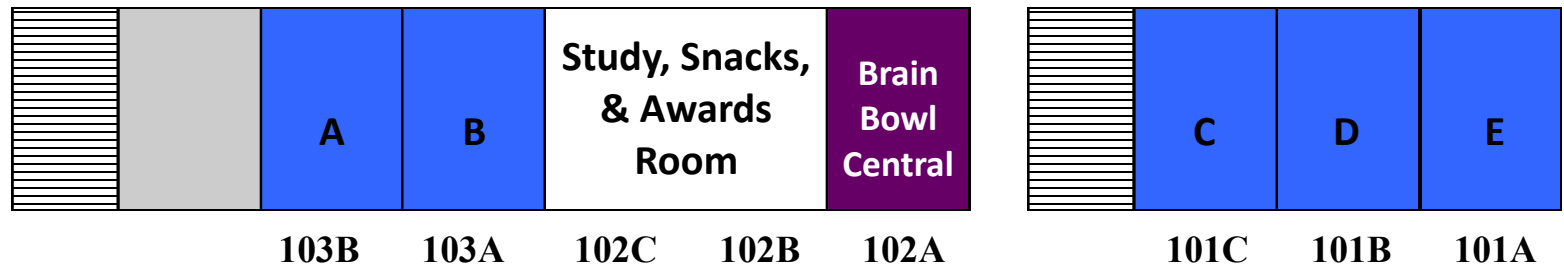 A
B
Study, Snacks,
& Awards
Room
Brain
Bowl
Central
C
D
E
103B 103A 102C 102B 102A 101C 101B 101A